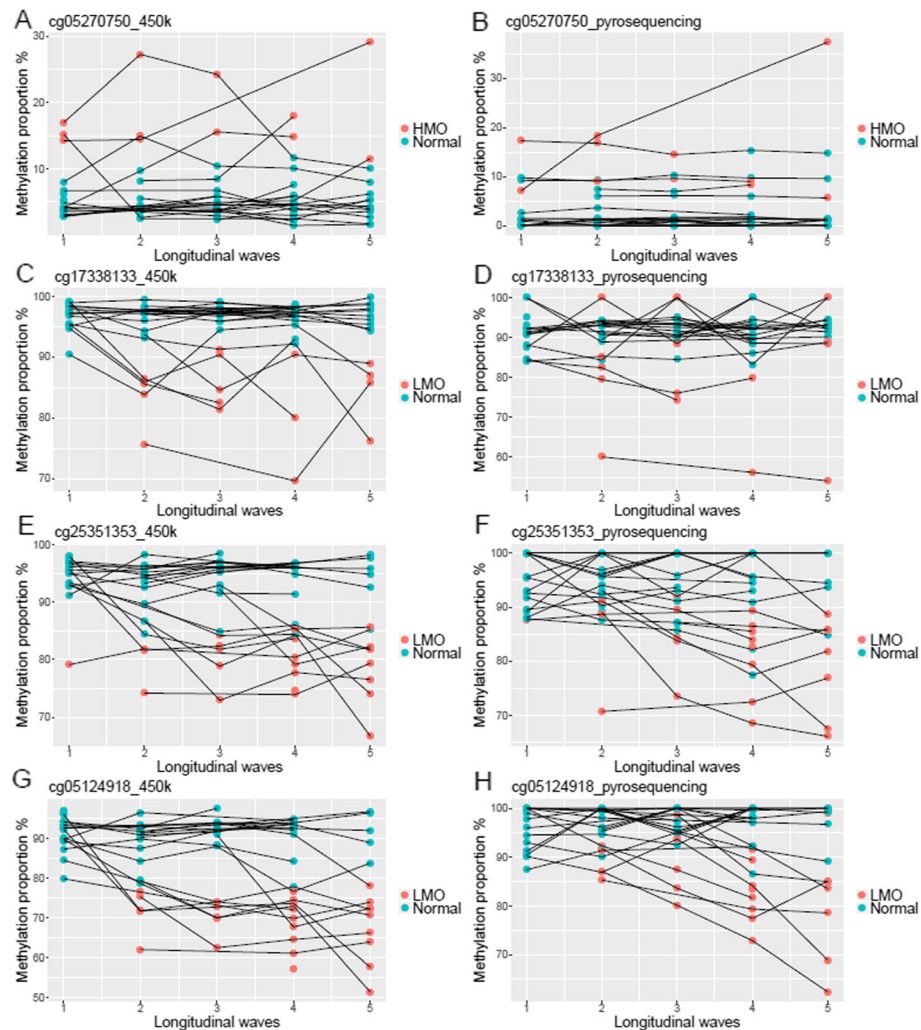 A cg05270750_450k
B cg05270750_pyrosequencing
Methylation proportion %
30
20
10
1 2 3 4 5
Longitudinal waves
HMO
Normal
Methylation proportion %
30
20
10
0
1 2 3 4 5
Longitudinal waves
HMO
Normal
C cg17338133_450k
D cg17338133_pyrosequencing
Methylation proportion %
100
90
80
70
1 2 3 4 5
Longitudinal waves
LMO
Normal
Methylation proportion %
100
90
80
70
60
1 2 3 4 5
Longitudinal waves
LMO
Normal
E cg25351353_450k
F cg25351353_pyrosequencing
Methylation proportion %
100
90
80
70
1 2 3 4 5
Longitudinal waves
LMO
Normal
Methylation proportion %
100
90
80
70
1 2 3 4 5
Longitudinal waves
LMO
Normal
G cg05124918_450k
H cg05124918_pyrosequencing
Methylation proportion %
90
80
70
60
50
1 2 3 4 5
Longitudinal waves
LMO
Normal
Methylation proportion %
100
90
80
70
1 2 3 4 5
Longitudinal waves
LMO
Normal